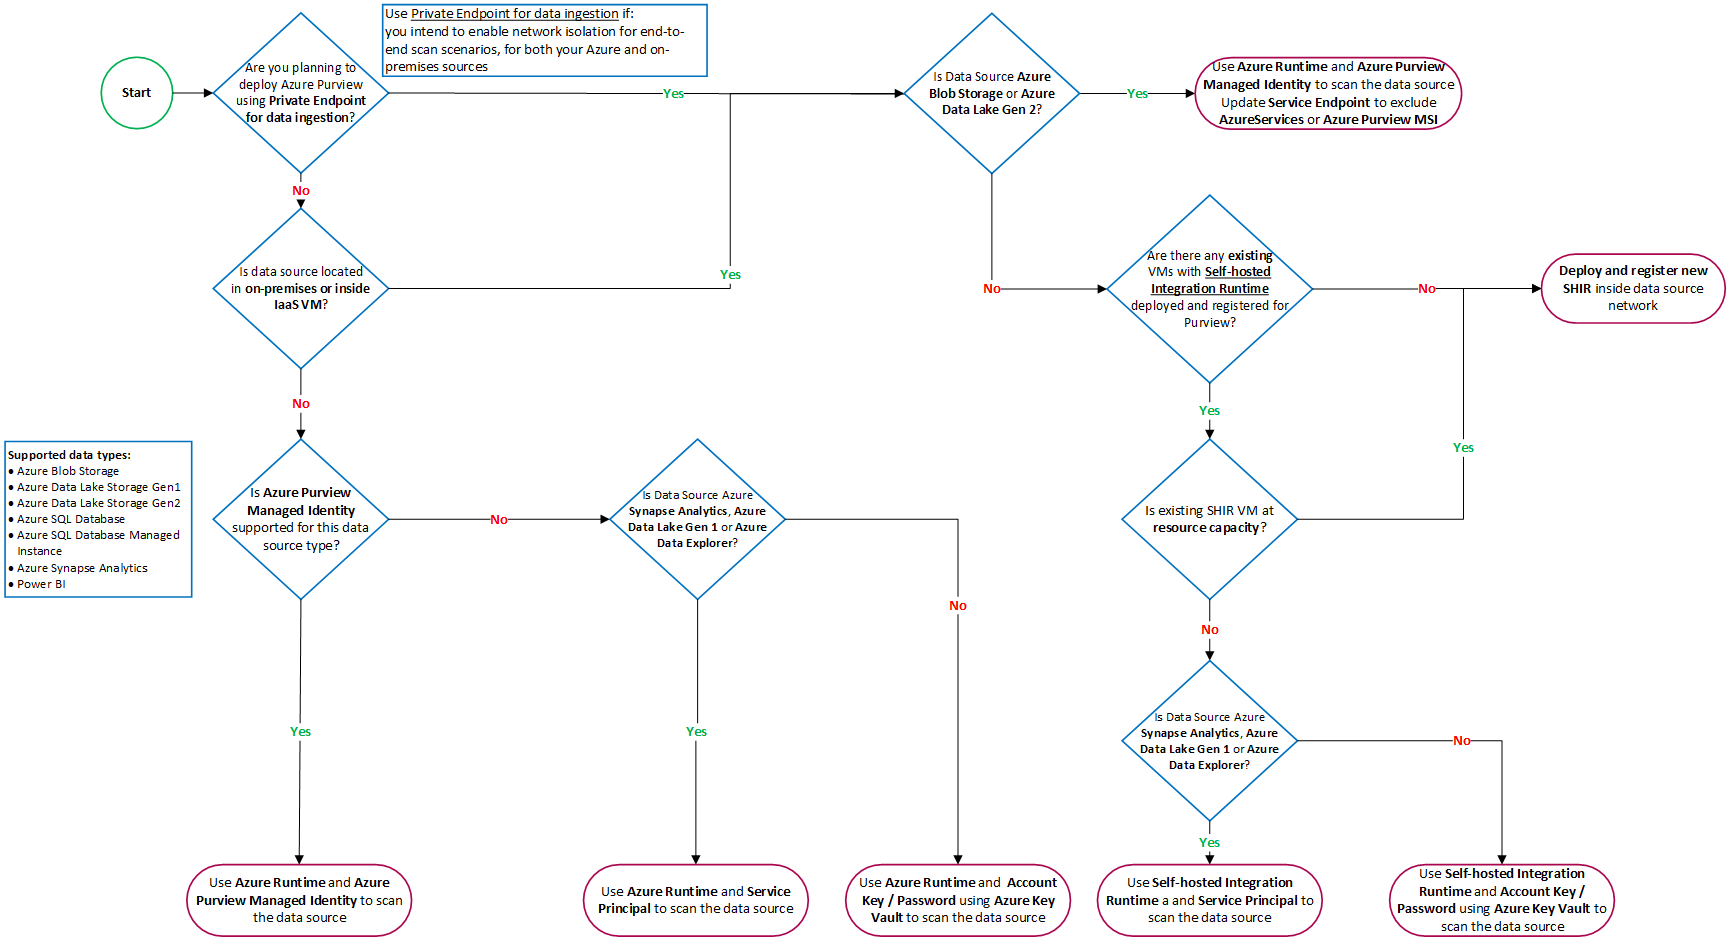 Start
Are you planning to
deploy Azure Purview
using Private Endpoint
for data ingestion?
Use Private Endpoint for data ingestion if:
you intend to enable network isolation for end-to-
end scan scenarios, for both your Azure and on-
premises sources
Yes
Is Data Source Azure
Blob Storage or Azure
Data Lake Gen 2?
Yes
Use Azure Runtime and Azure Purview
Managed Identity to scan the data source
Update Service Endpoint to exclude
AzureServices or Azure Purview MSI
No
Is data source located
in on-premises or inside
IaaS VM?
Yes
No
Are there any existing
VMs with Self-hosted
Integration Runtime
deployed and registered for
Purview?
No
Deploy and register new
SHIR inside data source
network
No
Yes
Supported data types:
● Azure Blob Storage
● Azure Data Lake Storage Gen1
● Azure Data Lake Storage Gen2
● Azure SQL Database
● Azure SQL Database Managed
Instance
● Azure Synapse Analytics
● Power BI
Is Azure Purview
Managed Identity
supported for this data
source type?
No
Is Data Source Azure
Synapse Analytics, Azure
Data Lake Gen 1 or Azure
Data Explorer?
Is existing SHIR VM at
resource capacity?
Yes
No
No
Yes
Yes
Is Data Source Azure
Synapse Analytics, Azure
Data Lake Gen 1 or Azure
Data Explorer?
No
Yes
Use Azure Runtime and Azure
Purview Managed Identity to scan
the data source
Use Azure Runtime and Service
Principal to scan the data source
Use Azure Runtime and Account
Key / Password using Azure Key
Vault to scan the data source
Use Self-hosted Integration
Runtime a and Service Principal to
scan the data source
Use Self-hosted Integration
Runtime and Account Key /
Password using Azure Key Vault to
scan the data source